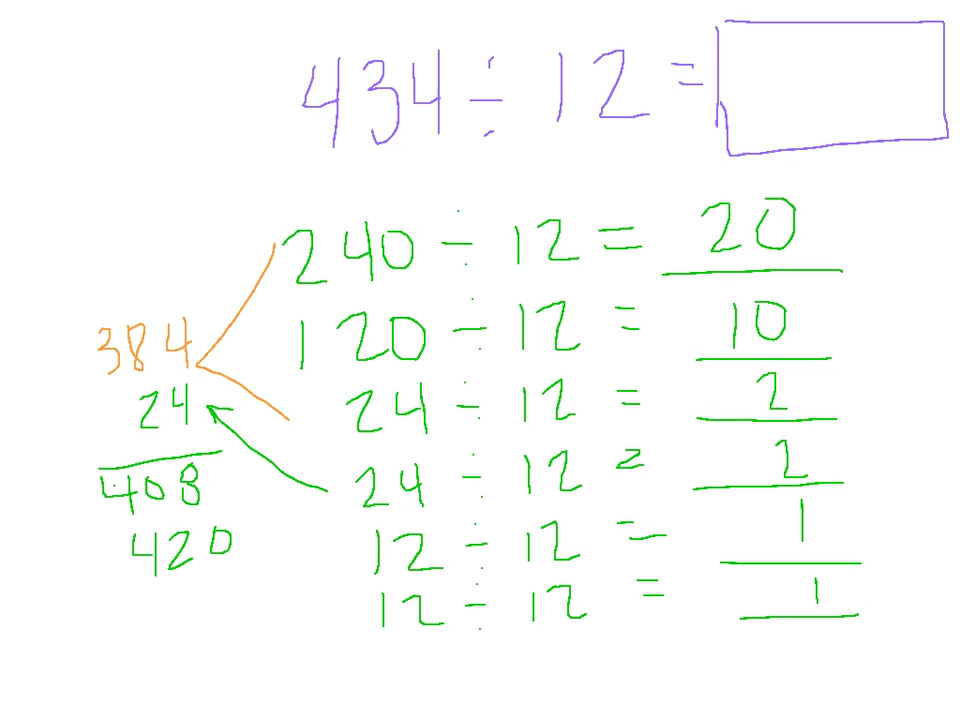 434 ÷ 12 =
240 ÷ 12 = 20
120 ÷ 12 = 10
384
24 ÷ 12 = 2
24
408
24 ÷ 12 = 2
420
12 ÷ 12 = 1
12 ÷ 12 = 1